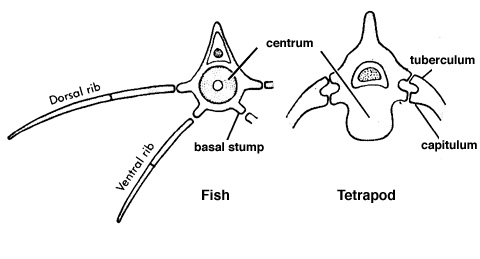 centrum
tuberculum
Dorsal rib
basal stump
capitulum
Ventral rib
Fish
Tetrapod